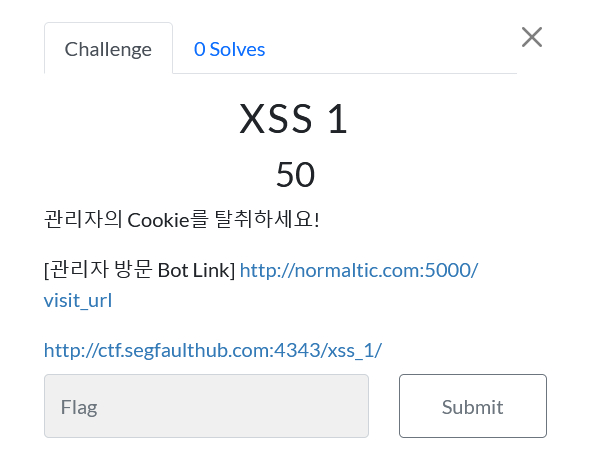 Challenge
0 Solves
XSS 1
50
관리자의 Cookie를 탈취하세요!
[관리자 방문 Bot Link] http://normaltic.com:5000/
visit_url
http://ctf.segfaulthub.com:4343/xss_1/
Flag
Submit